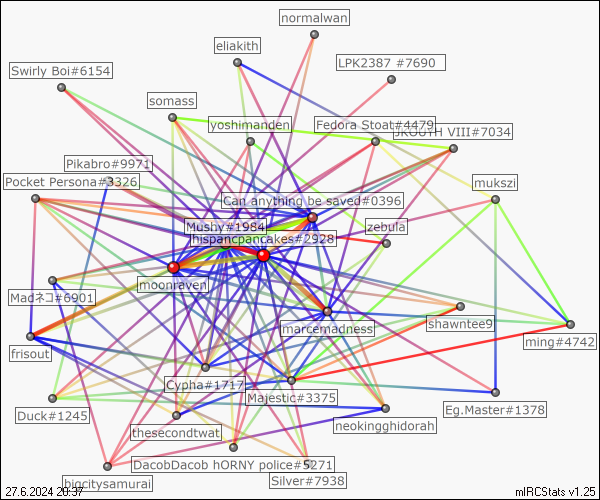 normalwan
eliakith
LPK2387 #7690
Swirly Boi#6154
somass
yoshimanden
Fedora Stoat#4479
VIII#7034
Pikabro#9971
Pocket Persona#3326
mukszi
Can anything be saved#0396
Mushy#1984
zebula
hispancpancakes#2928
moonraven
Madネコ#6901
marcemadness
shawntee9
frisout
ming#4742
Cypha#1717
Majestic#3375
Duck#1245
Eg.Master#1378
thesecondtwat
neokingghidorah
DacobDacob hORNY police#5271
bigcitysamurai
Silver#7938
27.6.2024 20:37
mIRCStats v1.25